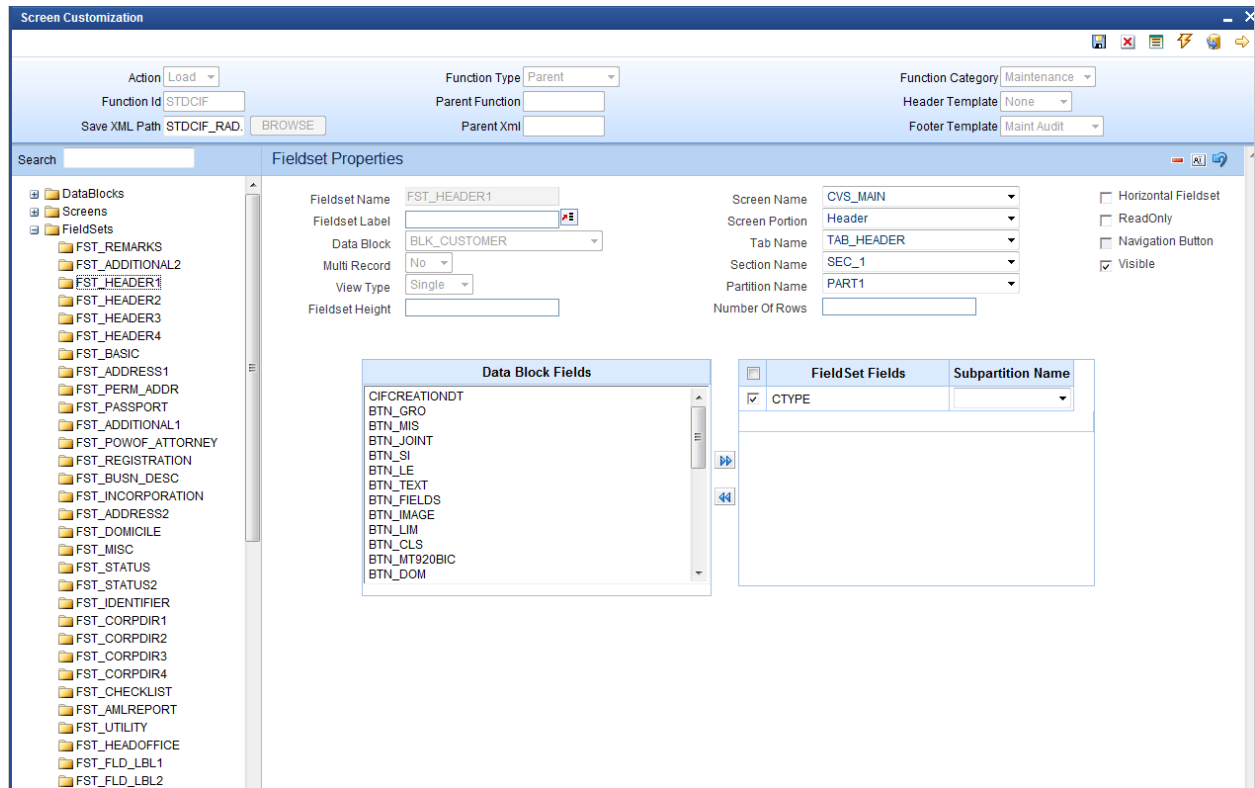 Screen Customization
Action Load Function Type Parent Function Category Maintenance
Function Id STDCIF Parent Function Header Template None
Save XML Path STDCIF_RAD. BROWSE Parent Xml Footer Template Maint Audit
Search
DataBlocks
Screens
FieldSets
FST_REMARKS
FST_ADDITIONAL2
FST_HEADER1
FST_HEADER2
FST_HEADER3
FST_HEADER4
FST_BASIC
FST_ADDRESS1
FST_PERM_ADDR
FST_PASSPORT
FST_ADDITIONAL1
FST_POWOF_ATTORNEY
FST_REGISTRATION
FST_BUSN_DESC
FST_INCORPORATION
FST_ADDRESS2
FST_DOMICILE
FST_MISC
FST_STATUS
FST_STATUS2
FST_IDENTIFIER
FST_CORPDIR1
FST_CORPDIR2
FST_CORPDIR3
FST_CORPDIR4
FST_CHECKLIST
FST_AMLREPORT
FST_UTILITY
FST_HEADOFFICE
FST_FLD_LBL1
FST_FLD_LBL2
Fieldset Properties
Fieldset Name FST_HEADER1 Screen Name CVS_MAIN Horizontal Fieldset
Fieldset Label Screen Portion Header ReadOnly
Data Block BLK_CUSTOMER Tab Name TAB_HEADER Navigation Button
Multi Record No Section Name SEC_1 Visible
View Type Single Partition Name PART1
Fieldset Height Number Of Rows
Data Block Fields
CIFCREATIONDT
BTN_GRO
BTN_MIS
BTN_JOINT
BTN_SI
BTN_LE
BTN_TEXT
BTN_FIELDS
BTN_IMAGE
BTN_LIM
BTN_CLS
BTN_MT920BIC
BTN_DOM
FieldSet Fields Subpartition Name
CTYPE